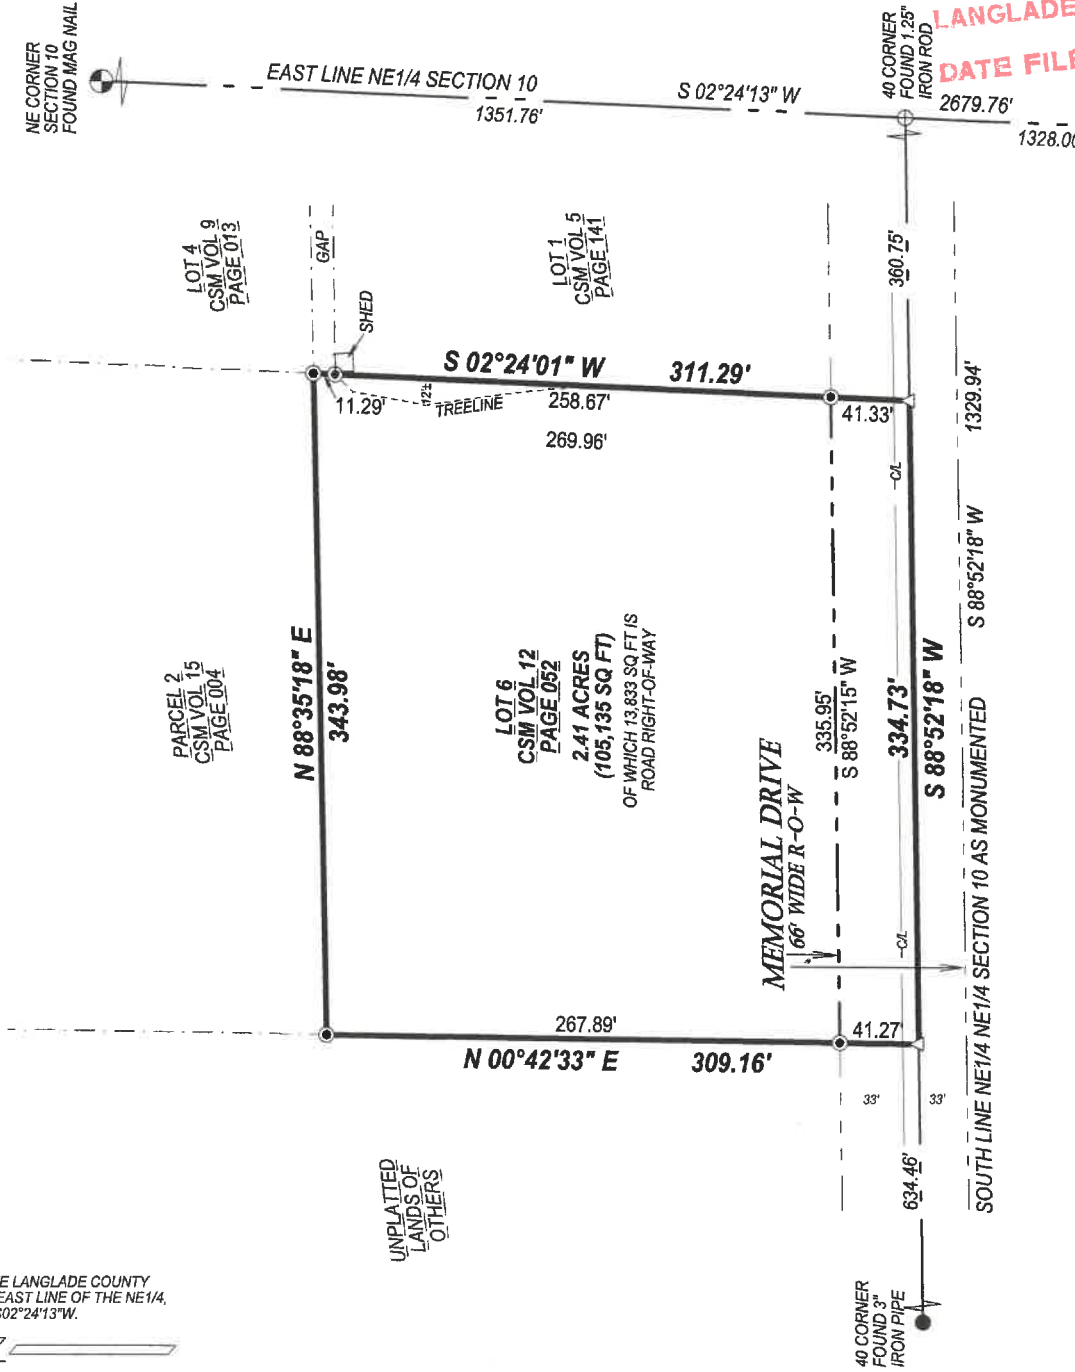 NE CORNER
SECTION 10
FOUND MAG NAIL
EAST LINE NE1/4 SECTION 10
1351.76'
S 02°24'13" W
40 CORNER
FOUND 1.25"
IRON ROD
LANGLADE
DATE
2679.76'
LOT 4
CSM VOL 9
PAGE 013
GAP
LOT 1
CSM VOL 5
PAGE 141
360.75'
SHED
S 02°24'01" W 311.29'
11.29'
12'±
TREELINE
258.67'
41.33'
269.96'
C/L
1329.94'
S 88°52'18" W
PARCEL 2
CSM VOL 15
PAGE 004
N 88°35'18" E
343.98'
LOT 6
CSM VOL 12
PAGE 052
2.41 ACRES
(105,135 SQ FT)
OF WHICH 13,833 SQ FT IS
ROAD RIGHT-OF-WAY
335.95'
S 88°52'15" W
334.73'
S 88°52'18" W
MEMORIAL DRIVE
66' WIDE R-O-W
C/L
SOUTH LINE NE1/4 NE1/4 SECTION 10 AS MONUMENTED
267.89'
41.27'
N 00°42'33" E 309.16'
33'
33'
634.46'
UNPLATTED
LANDS OF
OTHERS
LANGLADE COUNTY
EAST LINE OF THE NE1/4,
S02°24'13"W.
40 CORNER
FOUND 3"
IRON PIPE